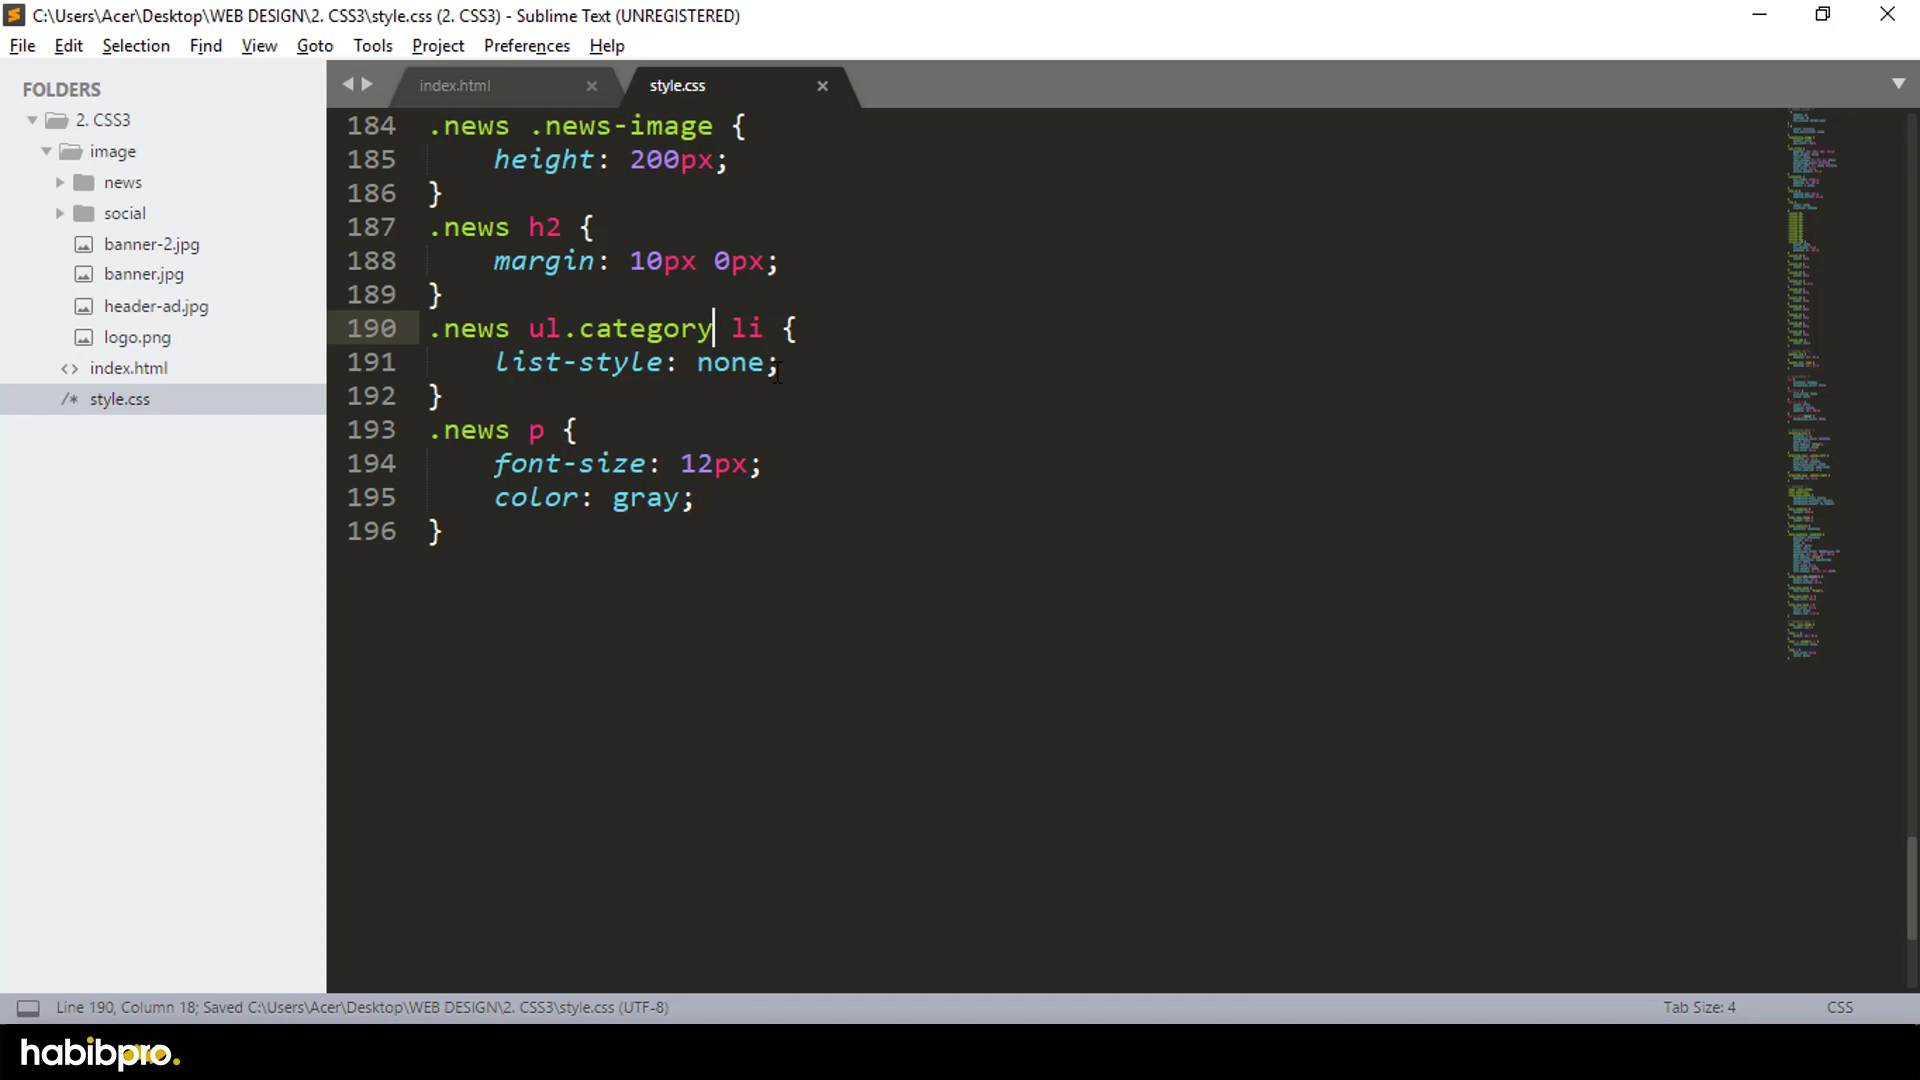 C:\Users\Acer\Desktop\WEB DESIGN\2. CSS3\style.css (2. CSS3) - Sublime Text (UNREGISTERED)
File Edit Selection Find View Goto Tools Project Preferences Help
FOLDERS
2. CSS3
image
news
social
banner-2.jpg
banner.jpg
header-ad.jpg
logo.png
<> index.html
/* style.css
index.html × style.css ×
184 .news .news-image {
185 height: 200px;
186 }
187 .news h2 {
188 margin: 10px 0px;
189 }
190 .news ul.category li {
191 list-style: none;
192 }
193 .news p {
194 font-size: 12px;
195 color: gray;
196 }
Line 190, Column 18; Saved C:\Users\Acer\Desktop\WEB DESIGN\2. CSS3\style.css (UTF-8) Tab Size: 4 CSS
habibpro.